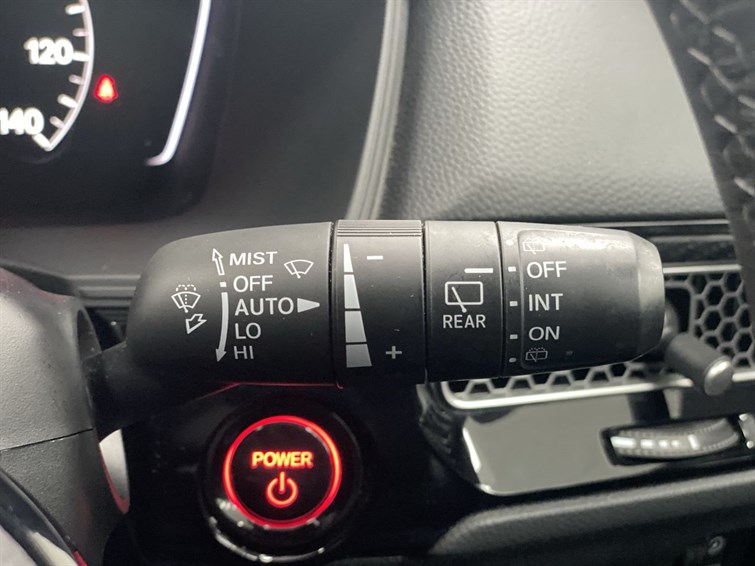 120
140
MIST
OFF
AUTO
LO
HI
− +
REAR
OFF
INT
ON
POWER